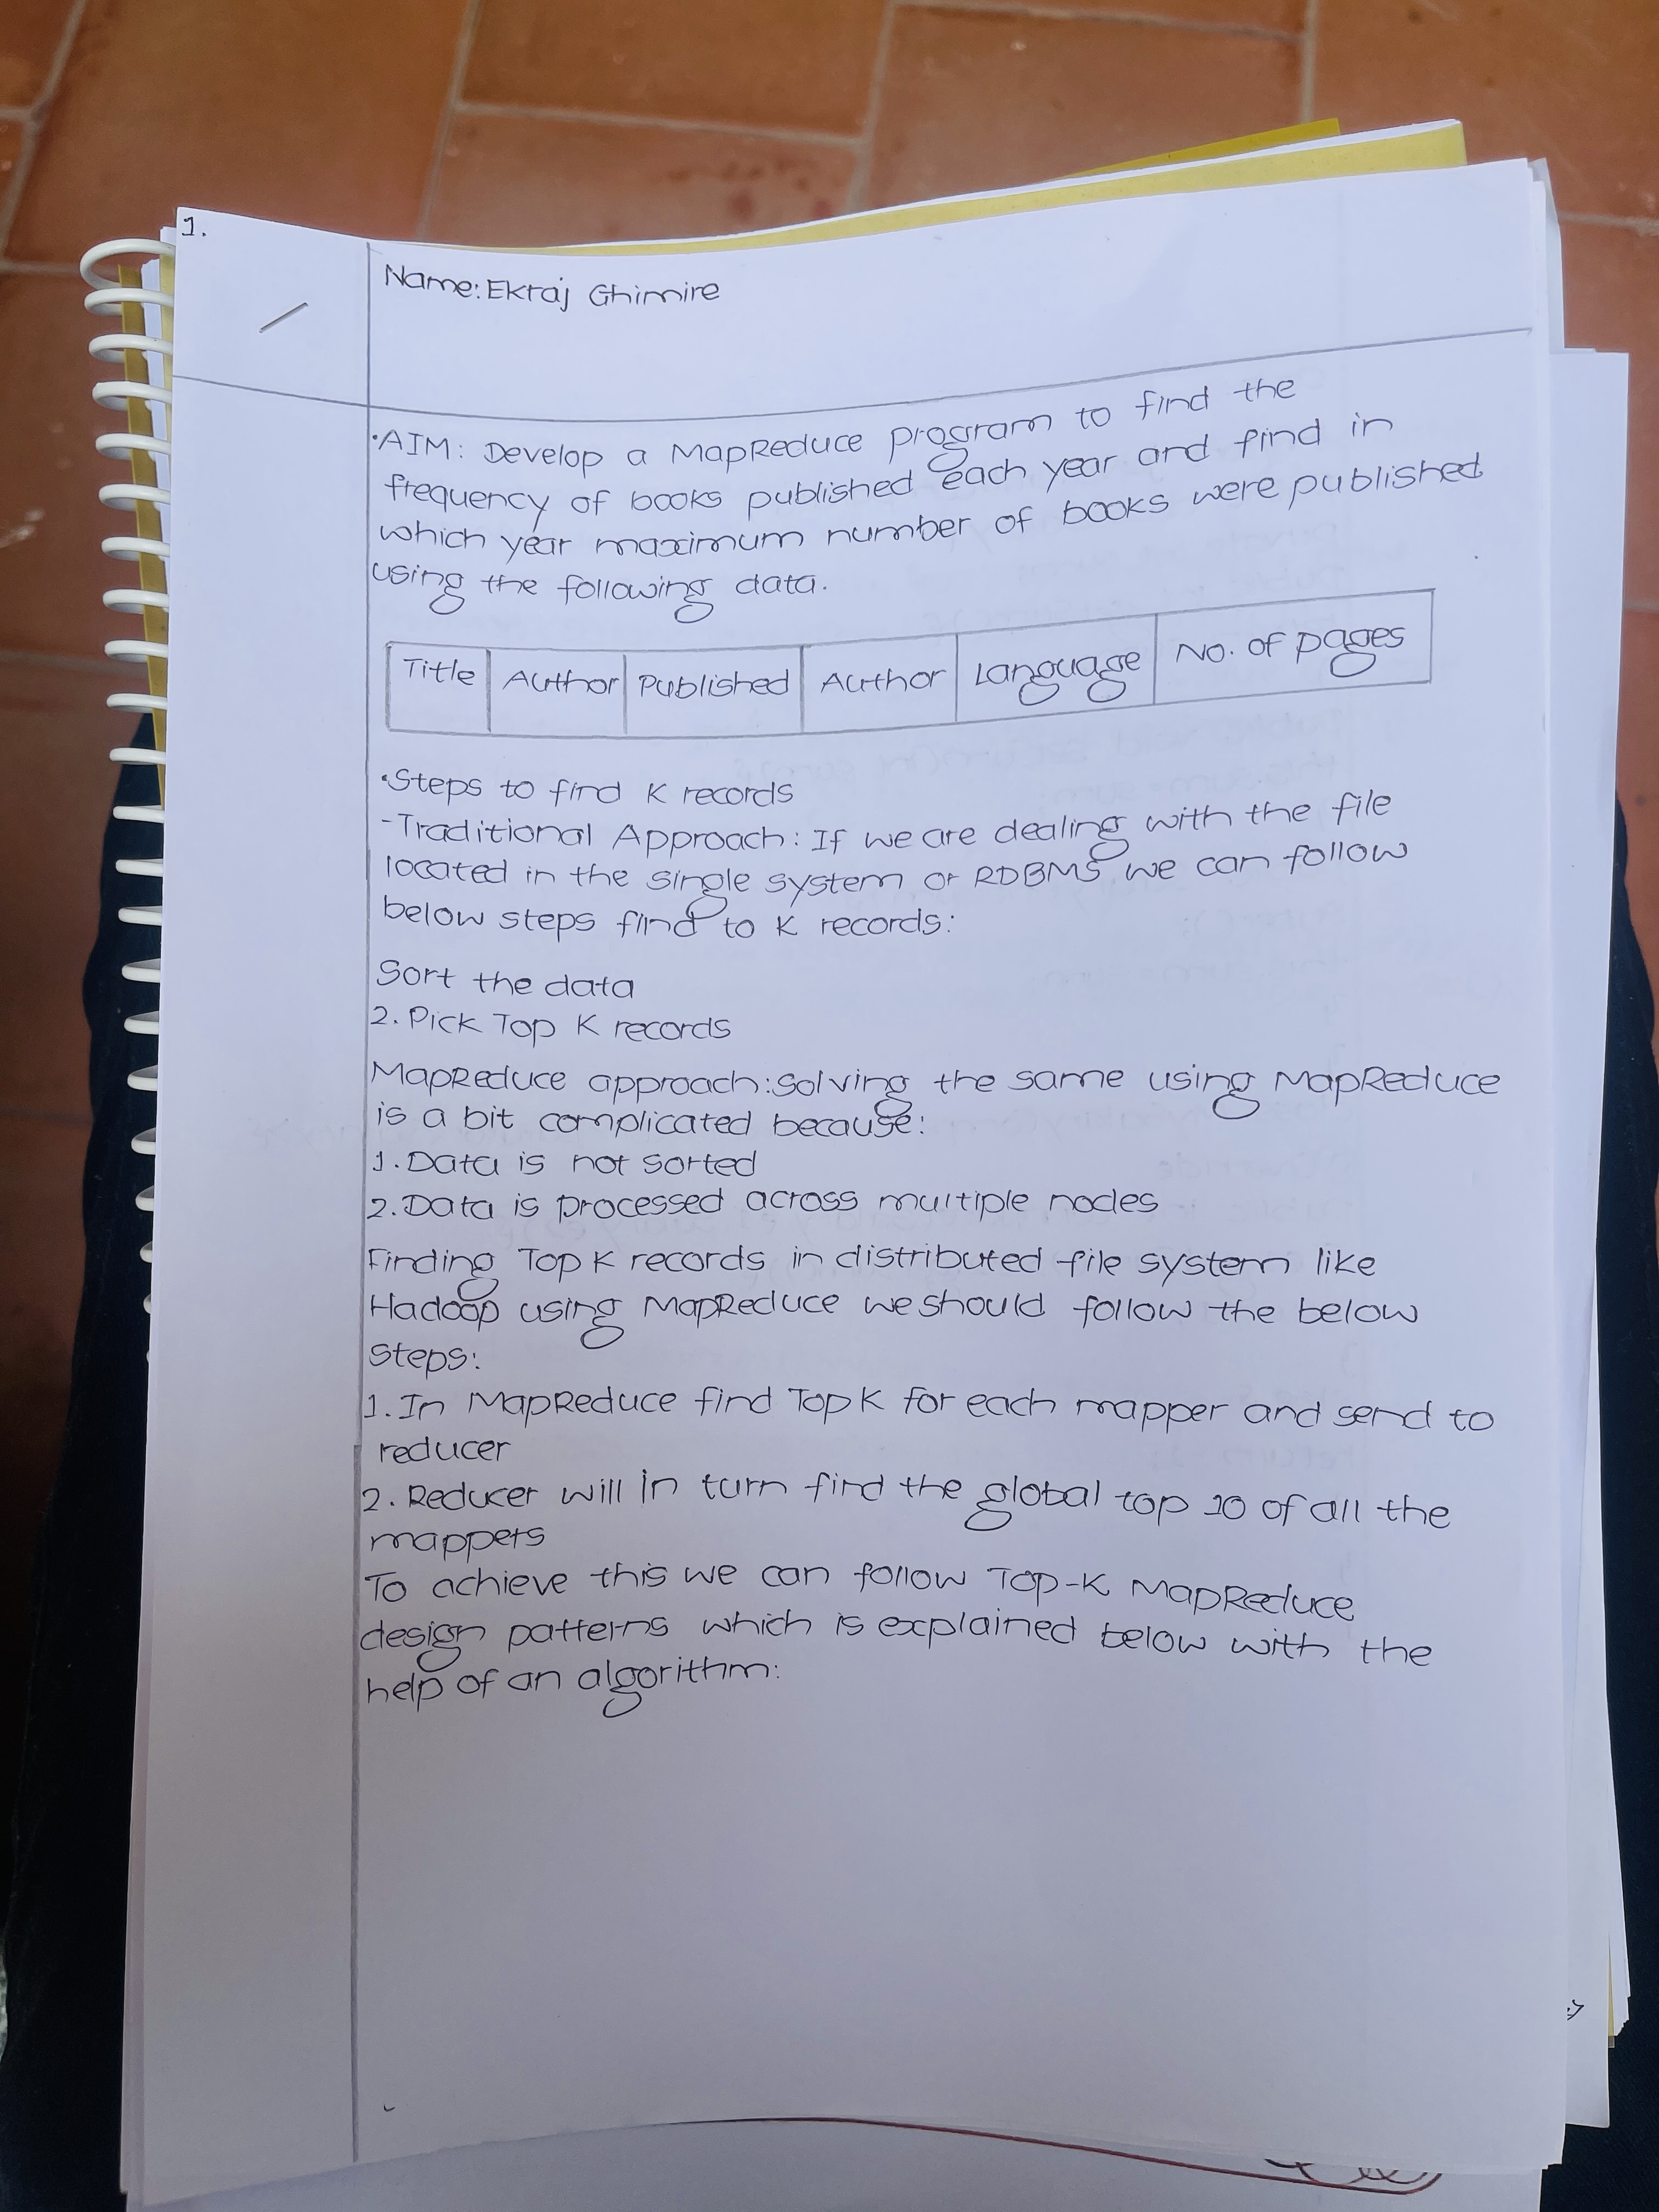 1.
Name: Ekraj Ghimire
•AIM: Develop a MapReduce program to find the
frequency of books published each year and find in
which year maximum number of books were published
using the following data.
Title Author Published Author Language No. of pages
•Steps to find K records
-Traditional Approach: If we are dealing with the file
located in the single system or RDBMS we can follow
below steps find to K records:
Sort the data
2. Pick Top K records
MapReduce approach: Solving the same using MapReduce
is a bit complicated because:
1. Data is not sorted
2. Data is processed across multiple nodes
Finding Top K records in distributed file system like
Hadoop using MapReduce we should follow the below
steps:
1. In MapReduce find Top K for each mapper and send to
reducer
2. Reducer will in turn find the global top 10 of all the
mappers
To achieve this we can follow Top-K MapReduce
design patterns which is explained below with the
help of an algorithm: